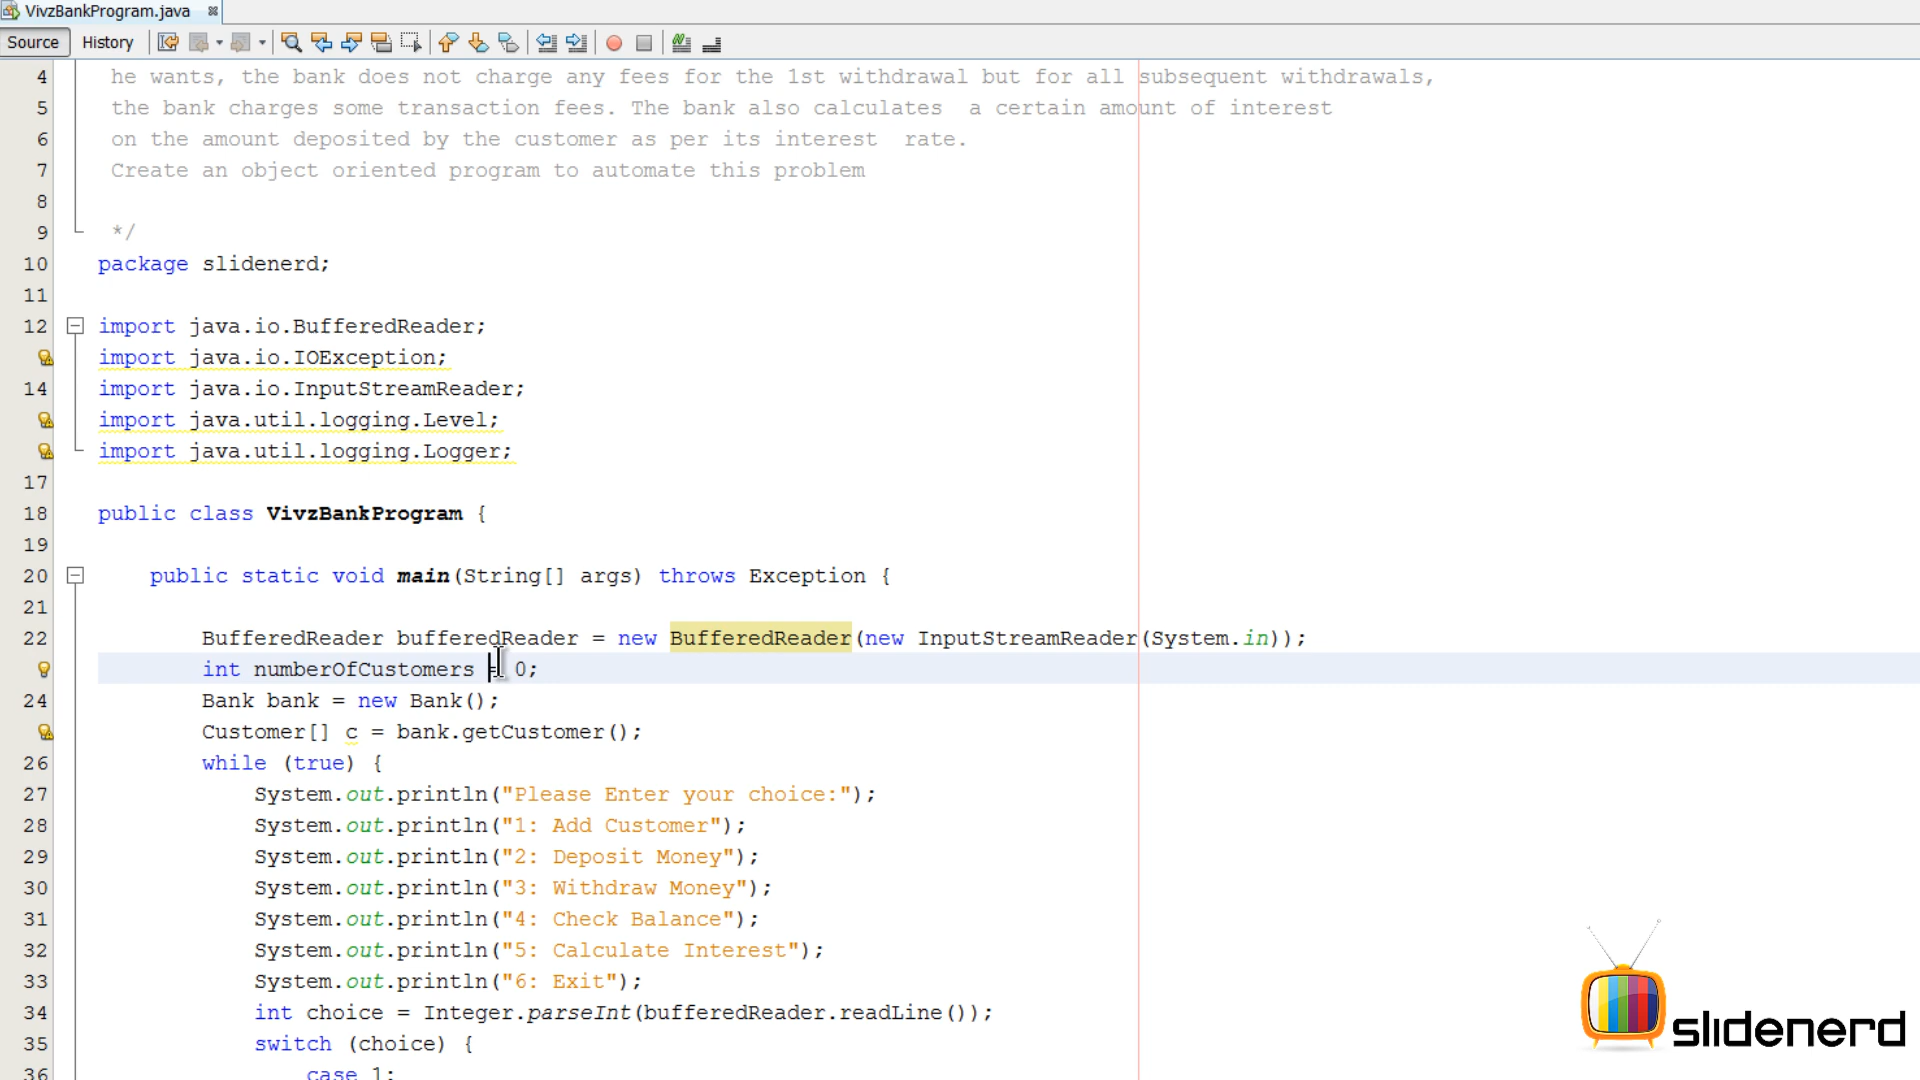 VivzBankProgram.java
Source History
4 he wants, the bank does not charge any fees for the 1st withdrawal but for all subsequent withdrawals,
5 the bank charges some transaction fees. The bank also calculates  a certain amount of interest
6 on the amount deposited by the customer as per its interest  rate.
7 Create an object oriented program to automate this problem
8
9 */
10 package slidenerd;
11
12 import java.io.BufferedReader;
import java.io.IOException;
14 import java.io.InputStreamReader;
import java.util.logging.Level;
import java.util.logging.Logger;
17
18 public class VivzBankProgram {
19
20 public static void main(String[] args) throws Exception {
21
22 BufferedReader bufferedReader = new BufferedReader(new InputStreamReader(System.in));
int numberOfCustomers = 0;
24 Bank bank = new Bank();
Customer[] c = bank.getCustomer();
26 while (true) {
27 System.out.println("Please Enter your choice:");
28 System.out.println("1: Add Customer");
29 System.out.println("2: Deposit Money");
30 System.out.println("3: Withdraw Money");
31 System.out.println("4: Check Balance");
32 System.out.println("5: Calculate Interest");
33 System.out.println("6: Exit");
34 int choice = Integer.parseInt(bufferedReader.readLine());
35 switch (choice) {
36 case 1:
slidenerd